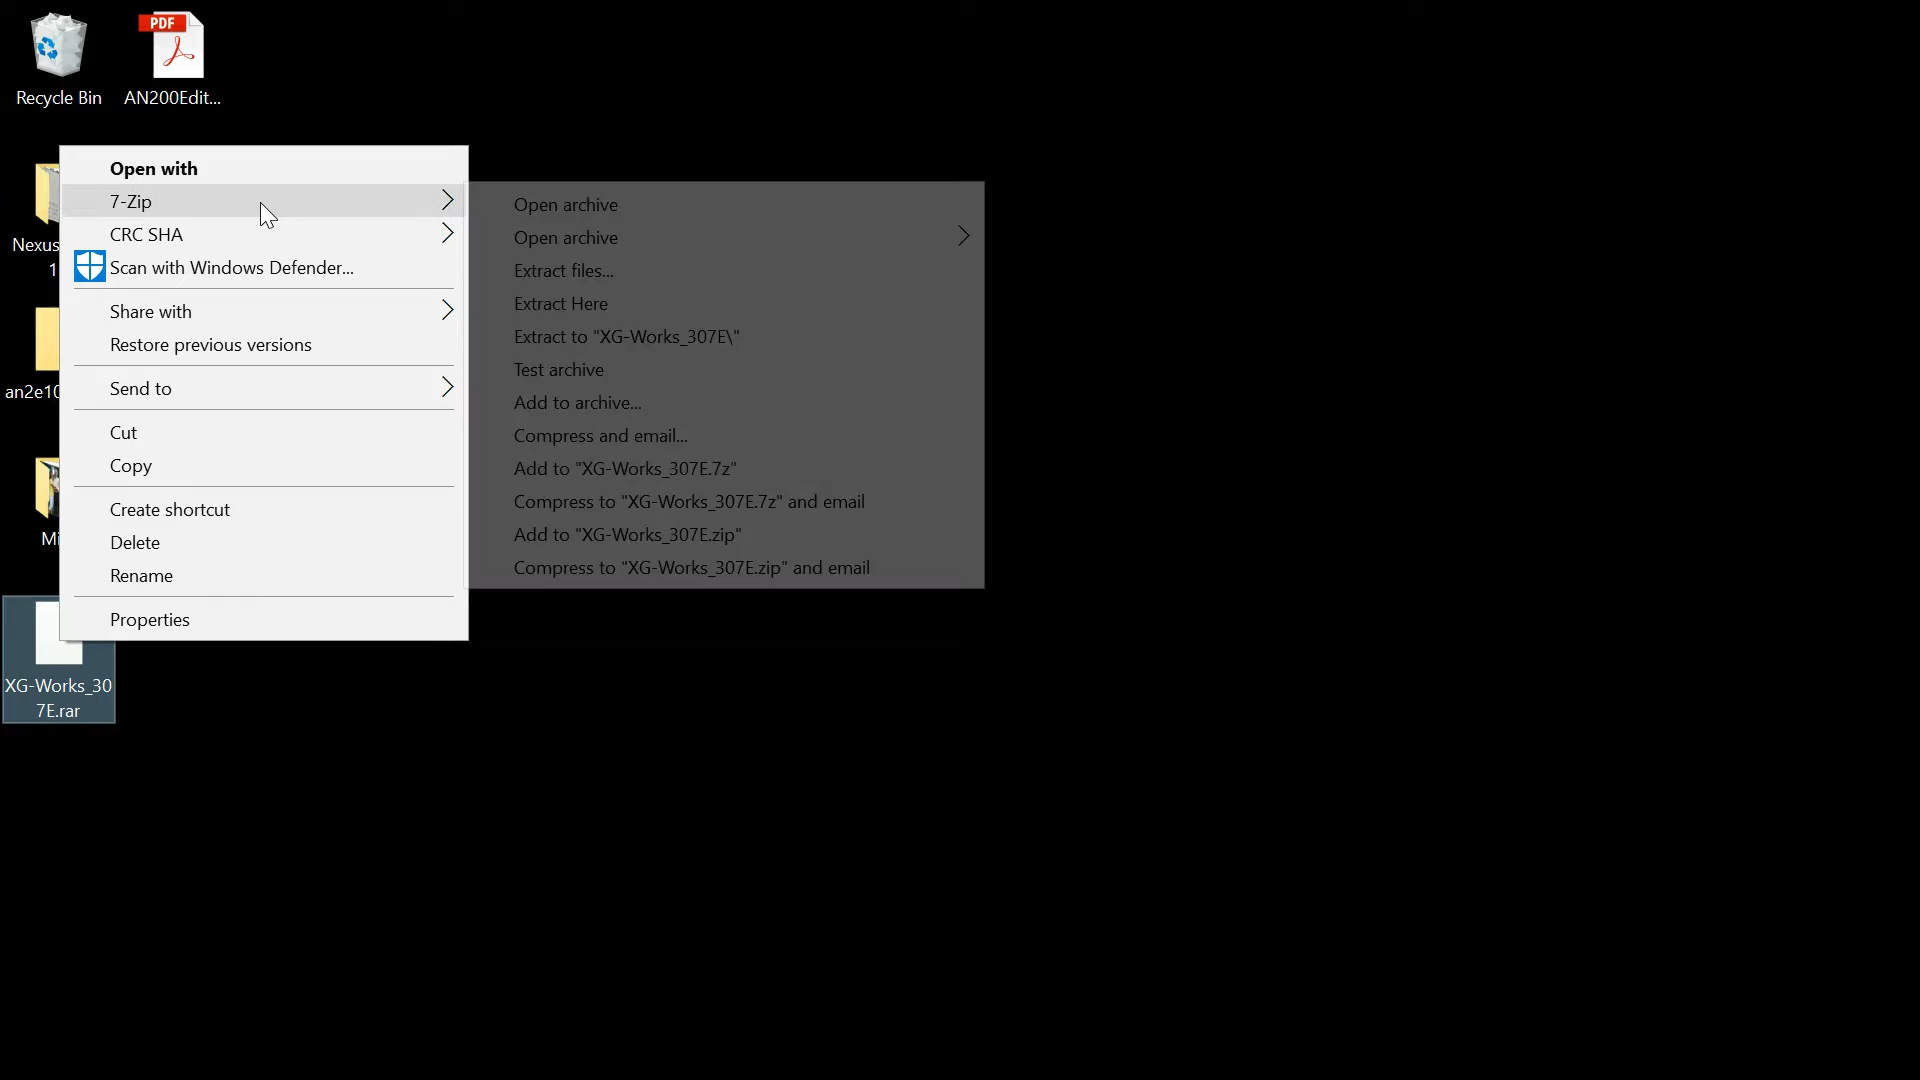 PDF
Recycle Bin
AN200Edit...
Nexus
1
an2e10
Mi
XG-Works_30
7E.rar
Open with
7-Zip
CRC SHA
Scan with Windows Defender...
Share with
Restore previous versions
Send to
Cut
Copy
Create shortcut
Delete
Rename
Properties
Open archive
Open archive
Extract files...
Extract Here
Extract to "XG-Works_307E\"
Test archive
Add to archive...
Compress and email...
Add to "XG-Works_307E.7z"
Compress to "XG-Works_307E.7z" and email
Add to "XG-Works_307E.zip"
Compress to "XG-Works_307E.zip" and email